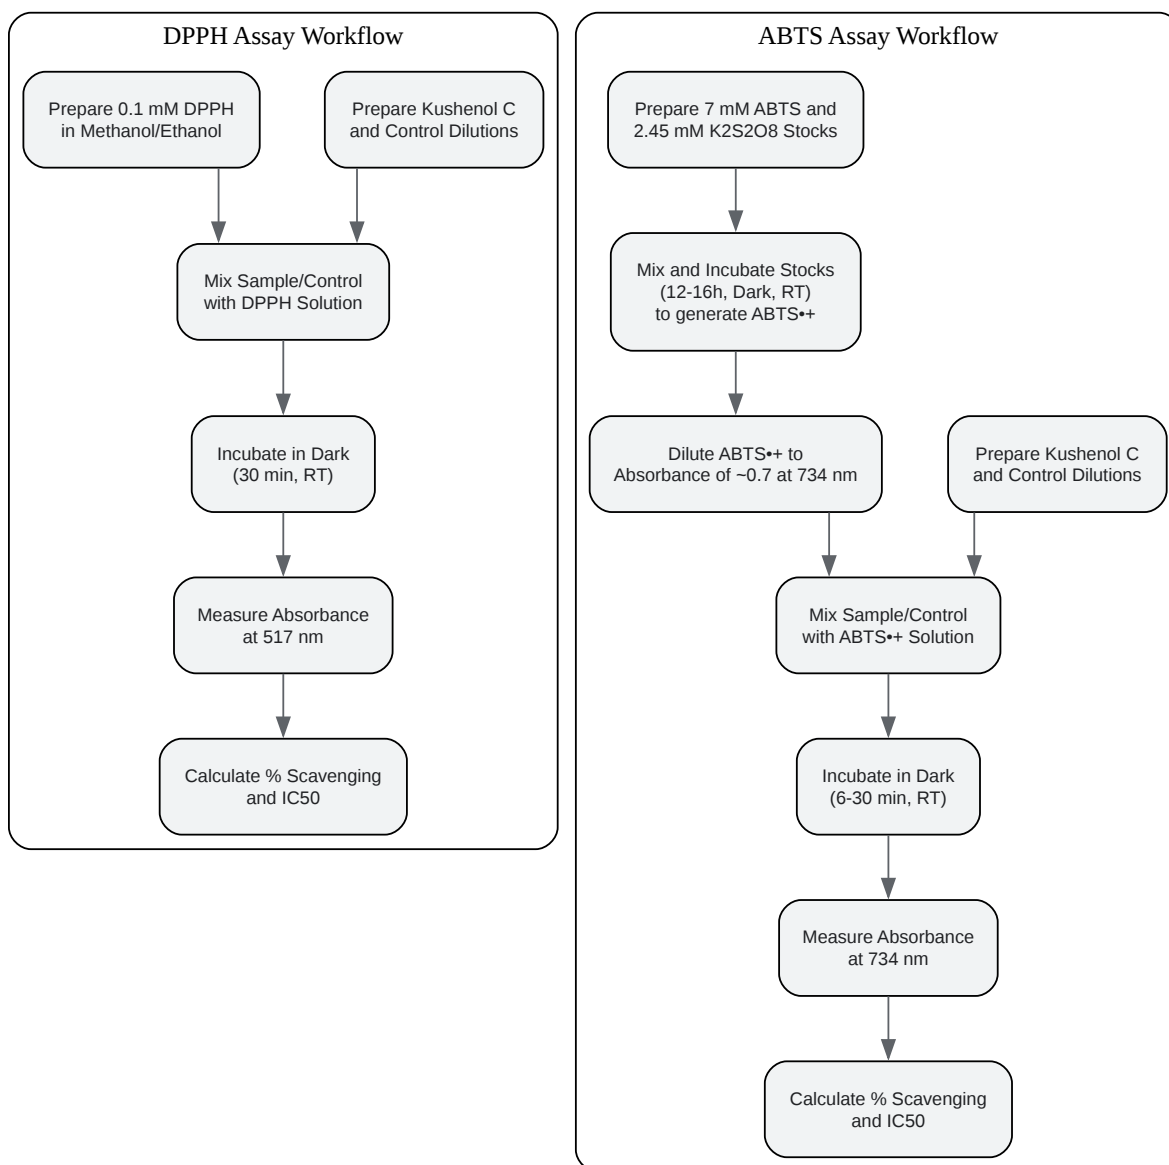 DPPH Assay Workflow
Prepare 0.1 mM DPPH
in Methanol/Ethanol
Prepare Kushenol C
and Control Dilutions
Mix Sample/Control
with DPPH Solution
Incubate in Dark
(30 min, RT)
Measure Absorbance
at 517 nm
Calculate % Scavenging
and IC50
ABTS Assay Workflow
Prepare 7 mM ABTS and
2.45 mM K2S2O8 Stocks
Mix and Incubate Stocks
(12-16h, Dark, RT)
to generate ABTS•+
Dilute ABTS•+ to
Absorbance of ~0.7 at 734 nm
Prepare Kushenol C
and Control Dilutions
Mix Sample/Control
with ABTS•+ Solution
Incubate in Dark
(6-30 min, RT)
Measure Absorbance
at 734 nm
Calculate % Scavenging
and IC50